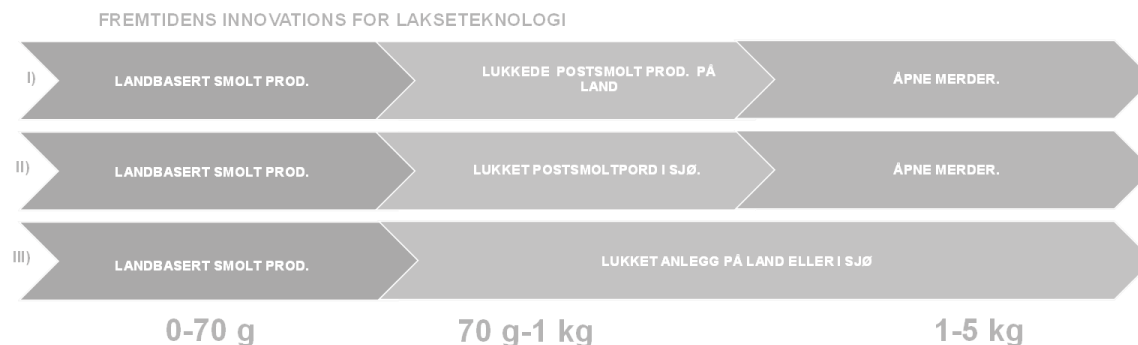 FREMTIDENS INNOVATIONS FOR LAKSETEKNOLOGI
I)
LANDBASERT SMOLT PROD.
LUKKEDE POSTSMOLT PROD. PÅ
LAND
ÅPNE MERDER.
II)
LANDBASERT SMOLT PROD.
LUKKET POSTSMOLTPORD I SJØ.
ÅPNE MERDER.
III)
LANDBASERT SMOLT PROD.
LUKKET ANLEGG PÅ LAND ELLER I SJØ
0-70 g
70 g-1 kg
1-5 kg